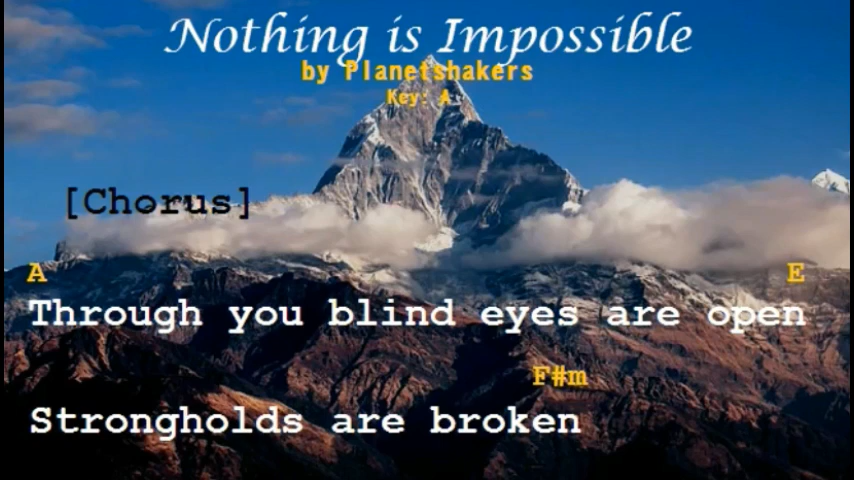 Nothing is Impossible
by Planetshakers
Key: A
[Chorus]
A E
Through you blind eyes are open
F#m
Strongholds are broken